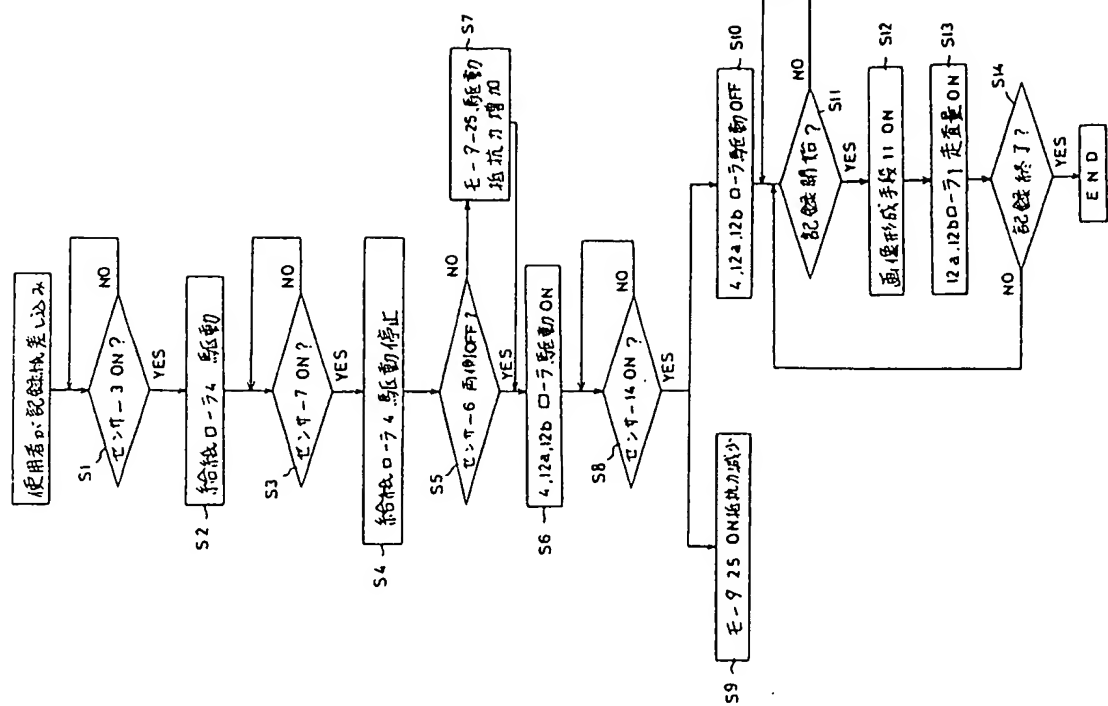 使用者が記録紙差し込み
S1
センサー3 ON?
NO
YES
S2
給紙ローラ4 駆動
S3
センサー7 ON?
NO
YES
S4
給紙ローラ4 駆動停止
S5
センサー6 両側OFF?
NO
YES
S7
モーター25.駆動
抵抗力増加
S6
4,12a,12b ローラ駆動ON
S8
センサー14 ON?
NO
YES
S9
モータ 25 ON抵抗力減少
S10
4,12a,12b ローラ駆動OFF
S11
記録開始?
NO
YES
S12
画像形成手段11 ON
S13
12a.12bローラ1走査量ON
S14
記録終了?
NO
YES
END